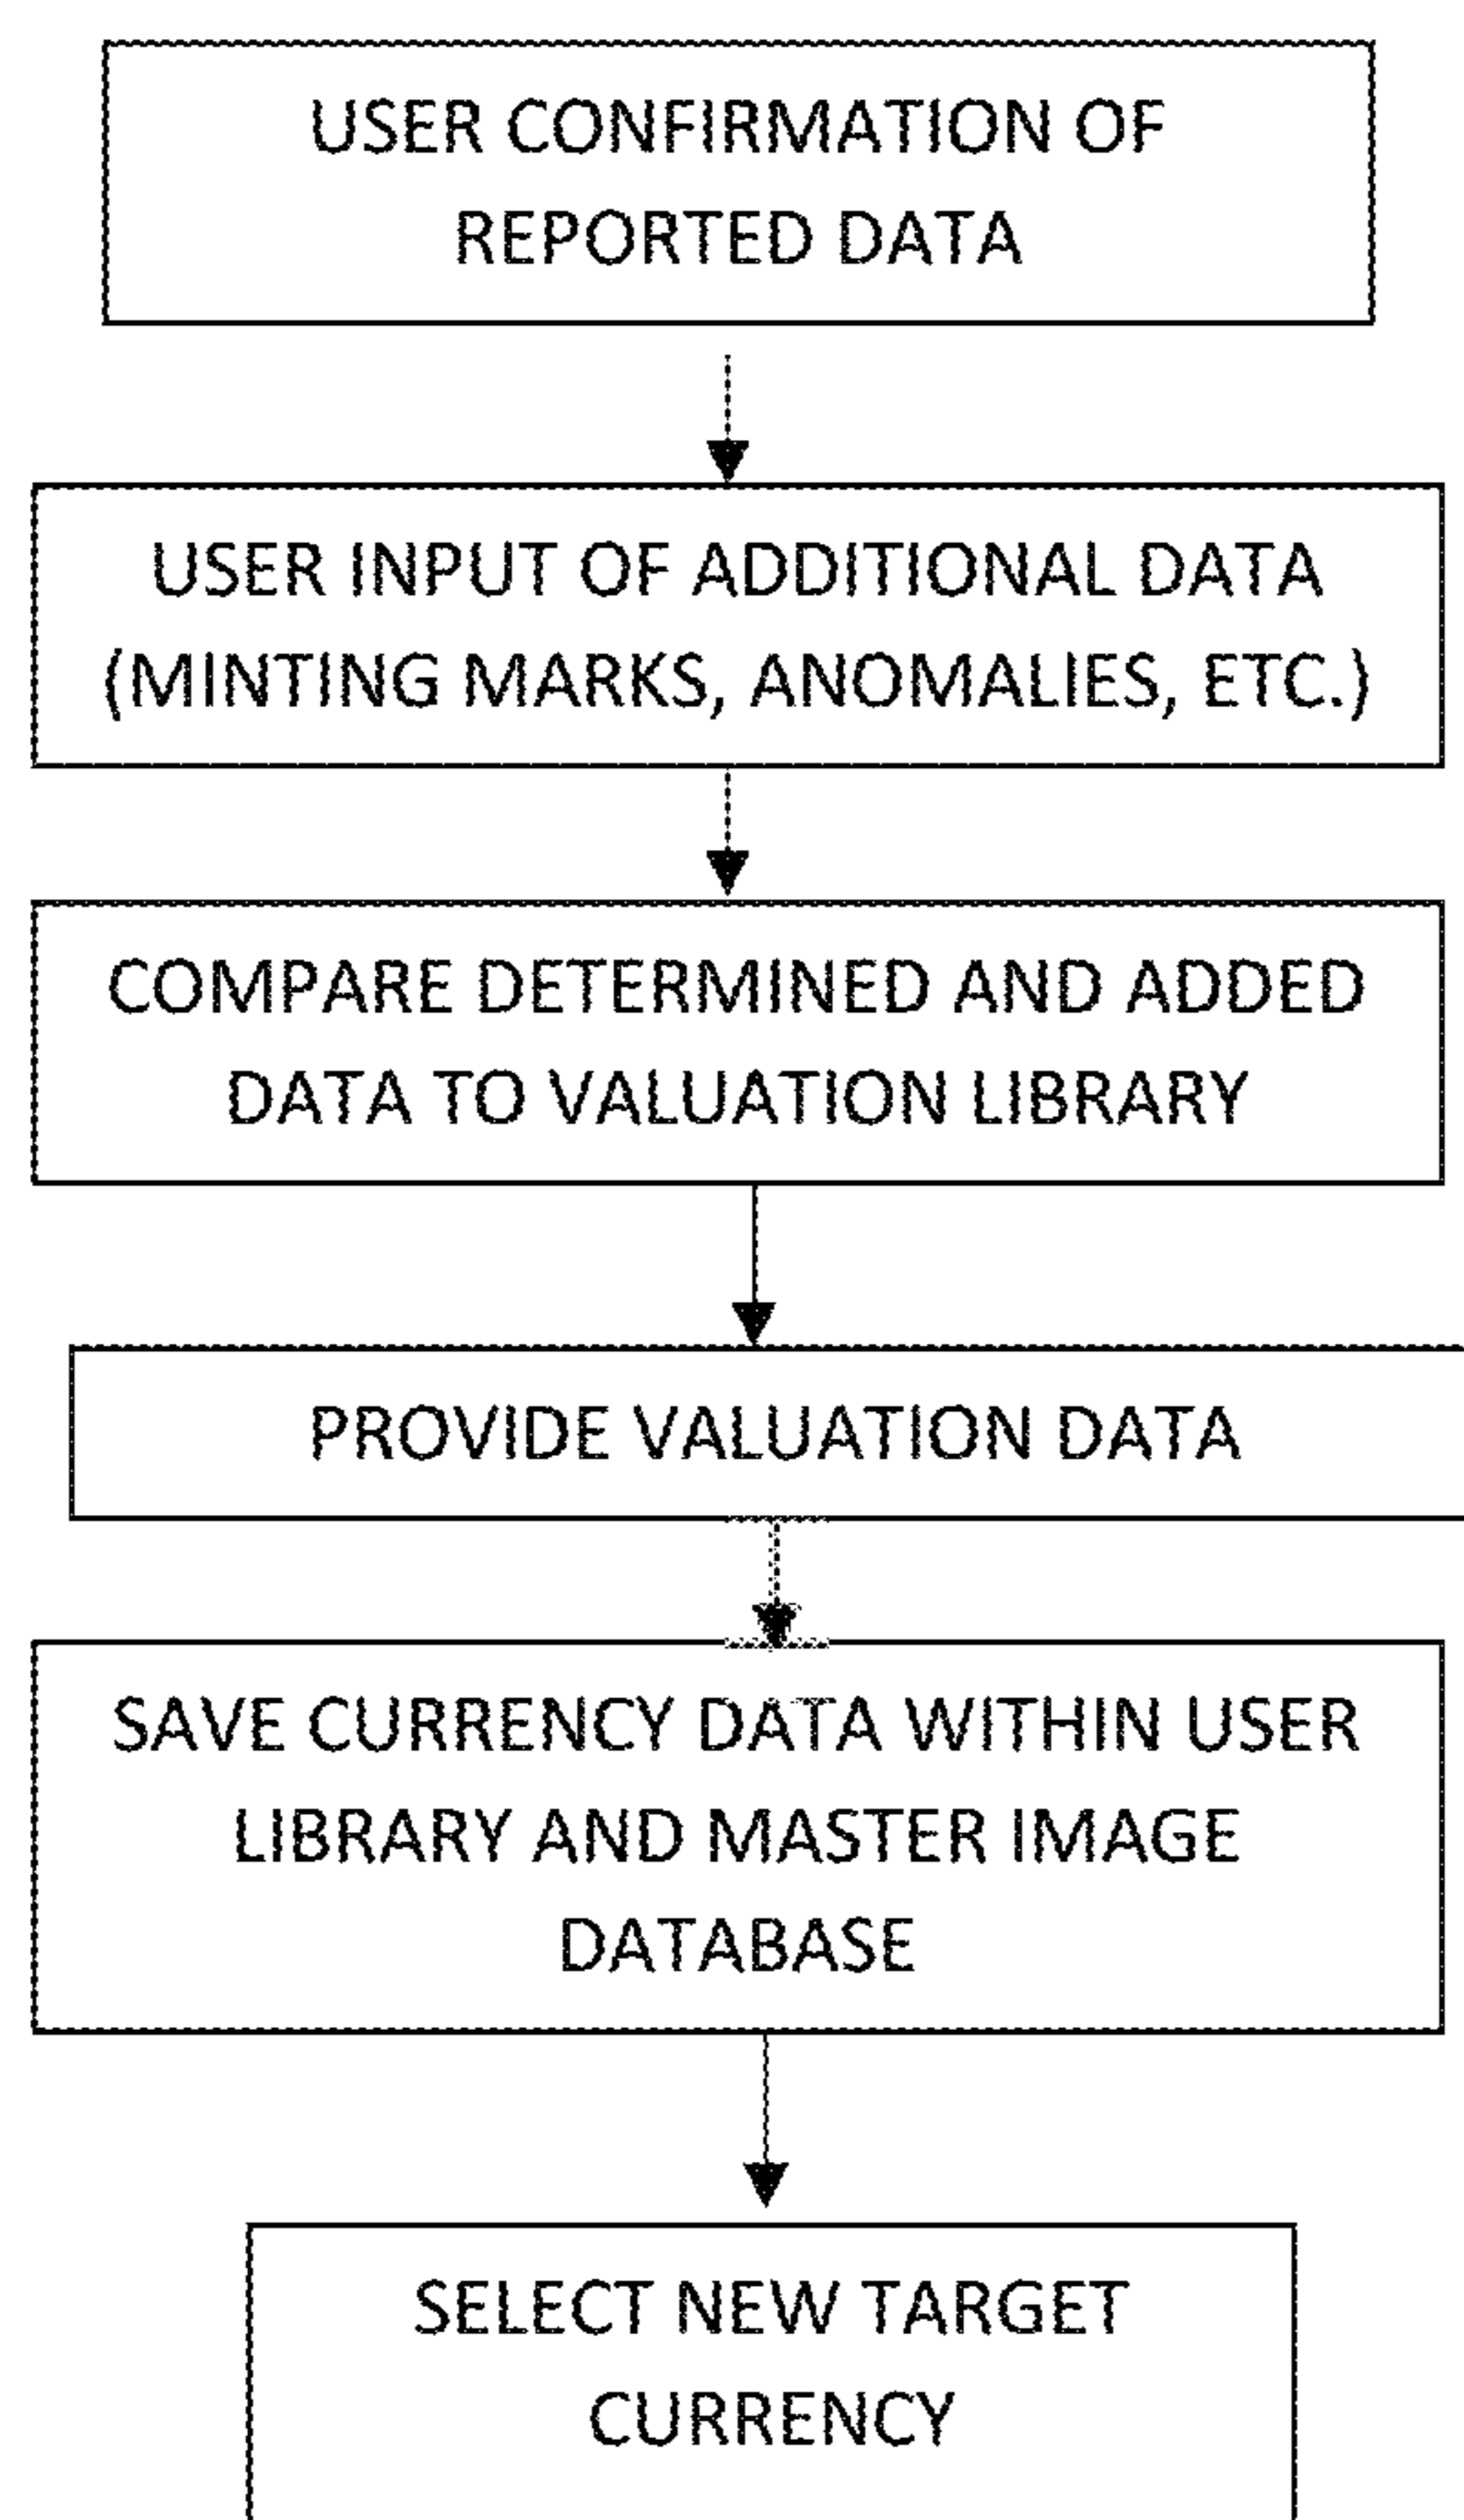 USER CONFIRMATION OF
REPORTED DATA
USER INPUT OF ADDITIONAL DATA
(MINTING MARKS, ANOMALIES, ETC.)
COMPARE DETERMINED AND ADDED
DATA TO VALUATION LIBRARY
PROVIDE VALUATION DATA
SAVE CURRENCY DATA WITHIN USER
LIBRARY AND MASTER IMAGE
DATABASE
SELECT NEW TARGET
CURRENCY